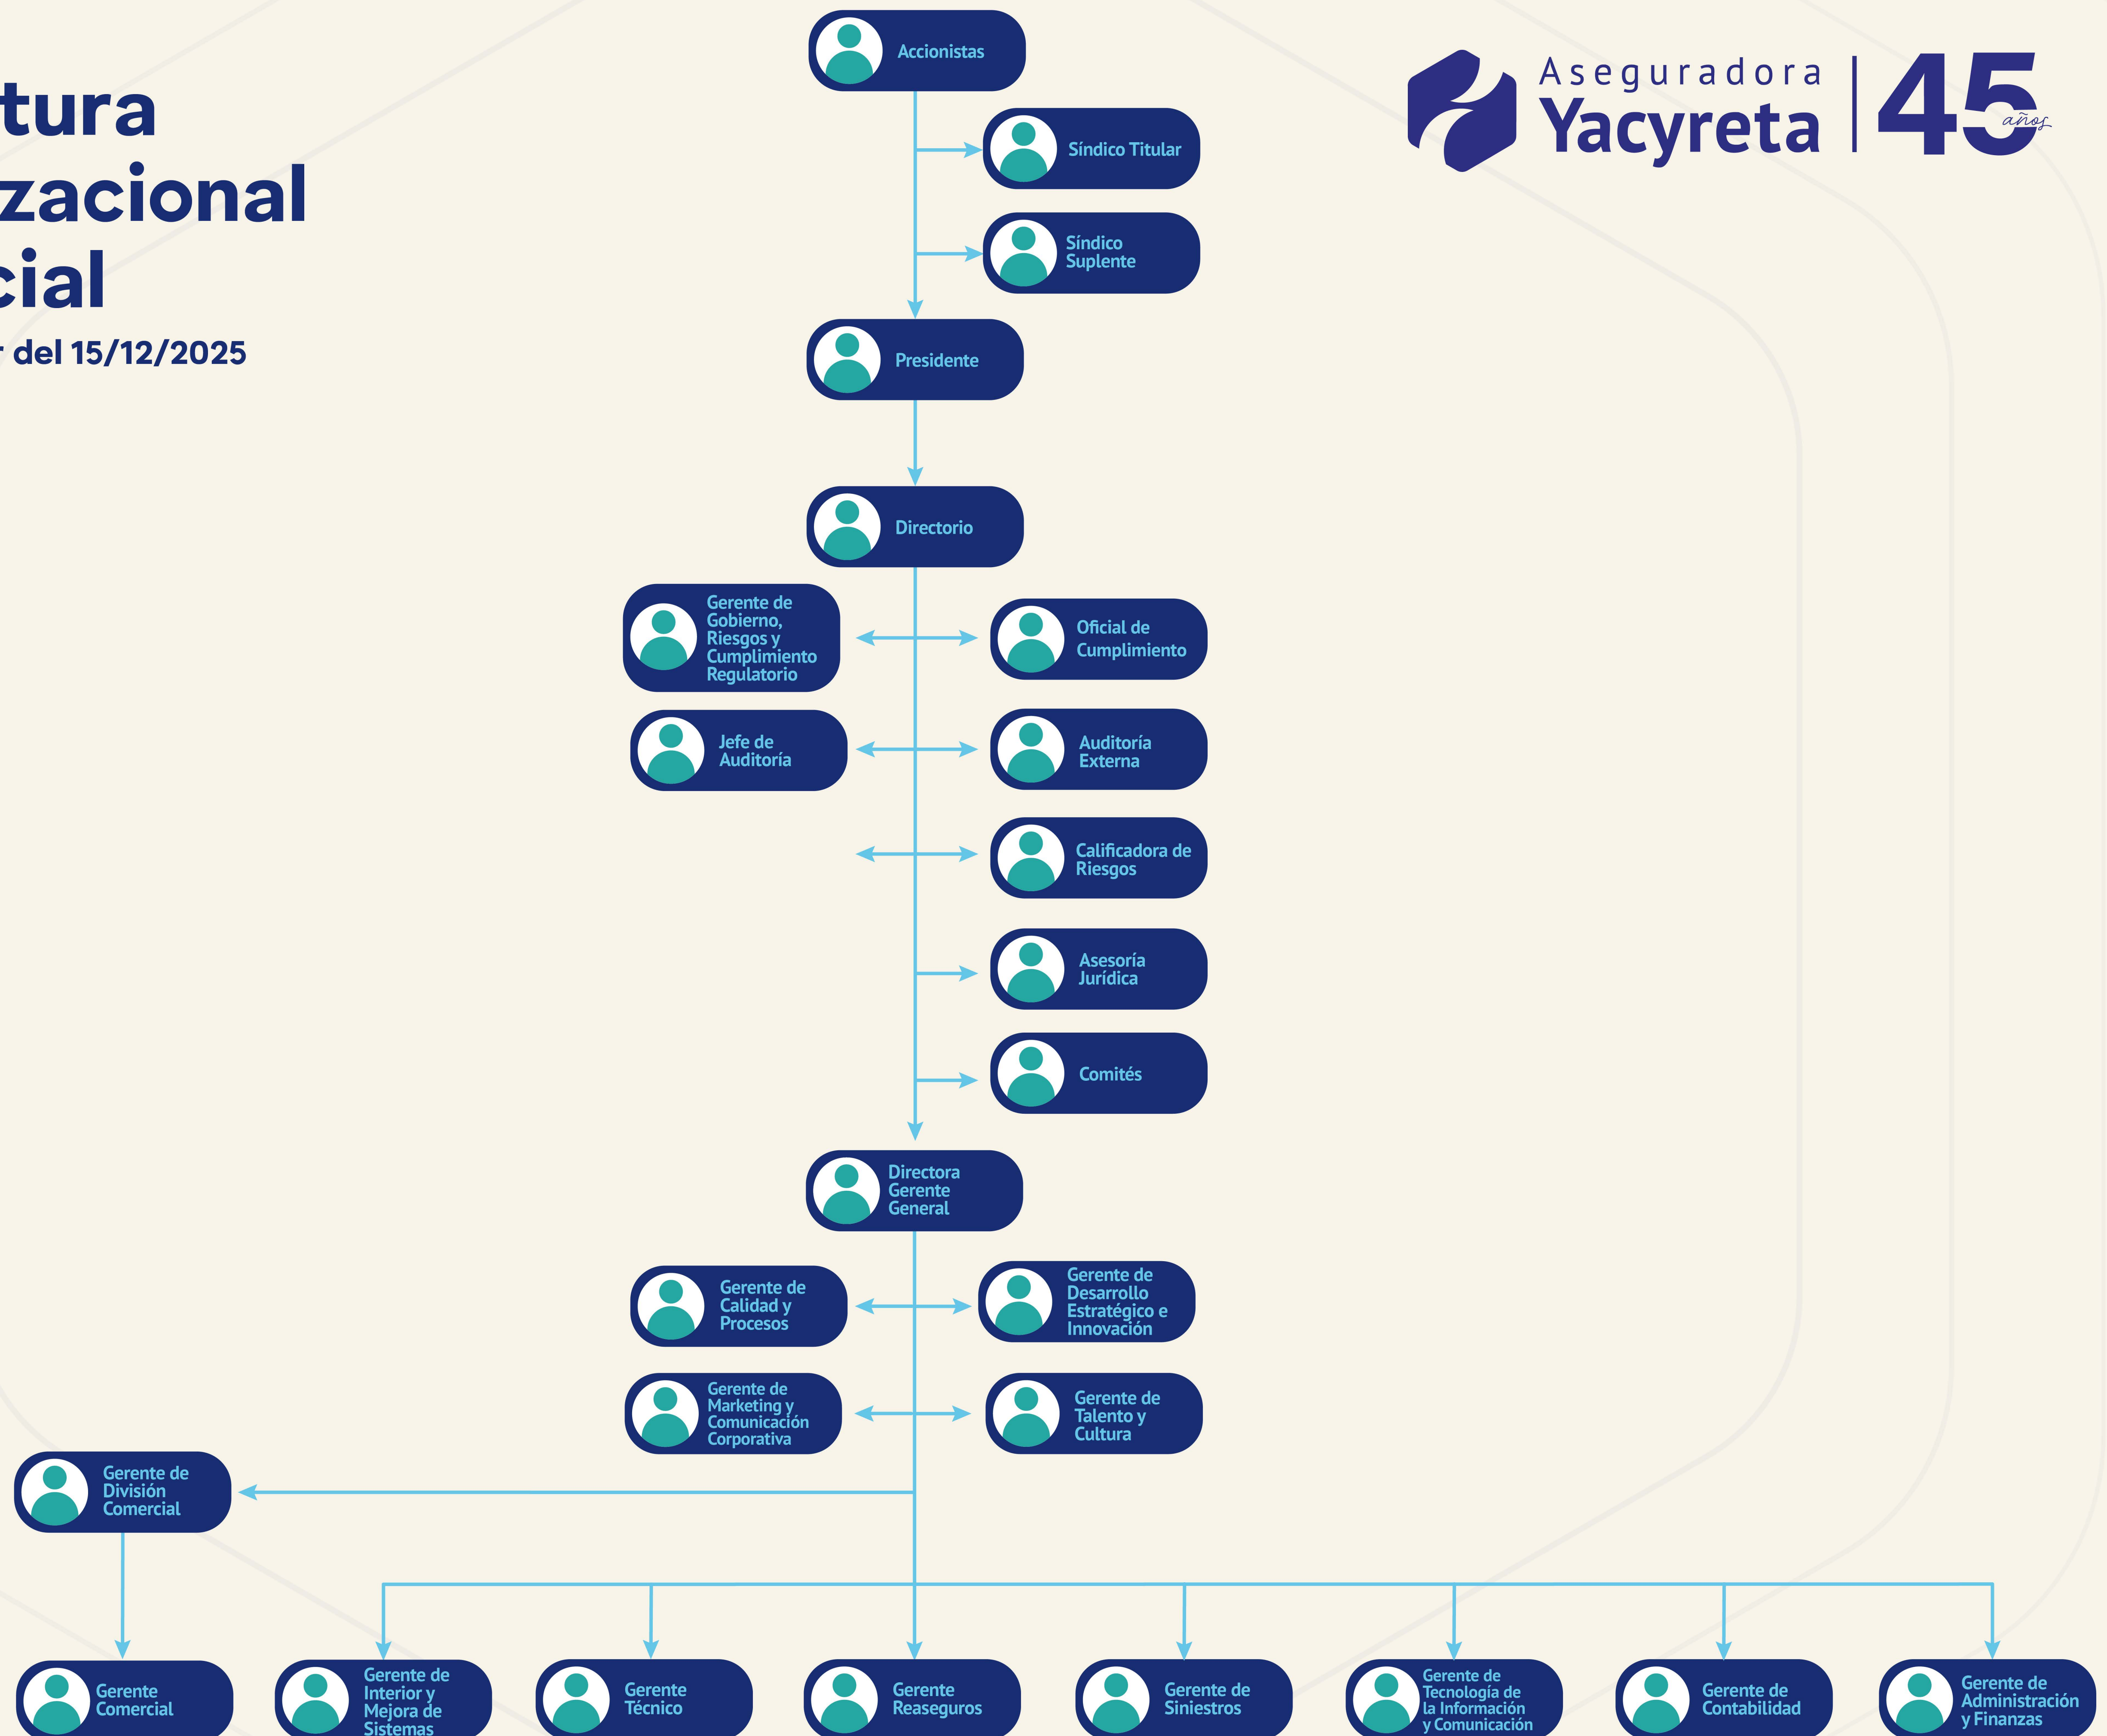 tura
zacional
cial
r del 15/12/2025
Aseguradora
Yacyreta
45
años
Accionistas
Síndico Titular
Síndico
Suplente
Presidente
Directorio
Gerente de
Gobierno,
Riesgos y
Cumplimiento
Regulatorio
Oficial de
Cumplimiento
Jefe de
Auditoría
Auditoría
Externa
Calificadora de
Riesgos
Asesoría
Jurídica
Comités
Directora
Gerente
General
Gerente de
Calidad y
Procesos
Gerente de
Desarrollo
Estratégico e
Innovación
Gerente de
Marketing y
Comunicación
Corporativa
Gerente de
Talento y
Cultura
Gerente de
División
Comercial
Gerente
Comercial
Gerente de
Interior y
Mejora de
Sistemas
Gerente
Técnico
Gerente
Reaseguros
Gerente de
Siniestros
Gerente de
Tecnología de
la Información
y Comunicación
Gerente de
Contabilidad
Gerente de
Administración
y Finanzas